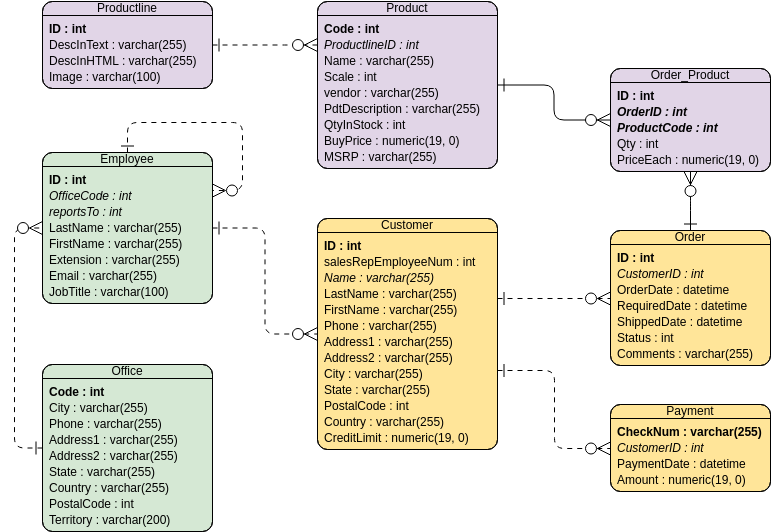 Productline
ID : int
DescInText : varchar(255)
DescInHTML : varchar(255)
Image : varchar(100)
Product
Code : int
ProductlineID : int
Name : varchar(255)
Scale : int
vendor : varchar(255)
PdtDescription : varchar(255)
QtyInStock : int
BuyPrice : numeric(19, 0)
MSRP : varchar(255)
Order_Product
ID : int
OrderID : int
ProductCode : int
Qty : int
PriceEach : numeric(19, 0)
Employee
ID : int
OfficeCode : int
reportsTo : int
LastName : varchar(255)
FirstName : varchar(255)
Extension : varchar(255)
Email : varchar(255)
JobTitle : varchar(100)
Customer
ID : int
salesRepEmployeeNum : int
Name : varchar(255)
LastName : varchar(255)
FirstName : varchar(255)
Phone : varchar(255)
Address1 : varchar(255)
Address2 : varchar(255)
City : varchar(255)
State : varchar(255)
PostalCode : int
Country : varchar(255)
CreditLimit : numeric(19, 0)
Order
ID : int
CustomerID : int
OrderDate : datetime
RequiredDate : datetime
ShippedDate : datetime
Status : int
Comments : varchar(255)
Office
Code : int
City : varchar(255)
Phone : varchar(255)
Address1 : varchar(255)
Address2 : varchar(255)
State : varchar(255)
Country : varchar(255)
PostalCode : int
Territory : varchar(200)
Payment
CheckNum : varchar(255)
CustomerID : int
PaymentDate : datetime
Amount : numeric(19, 0)